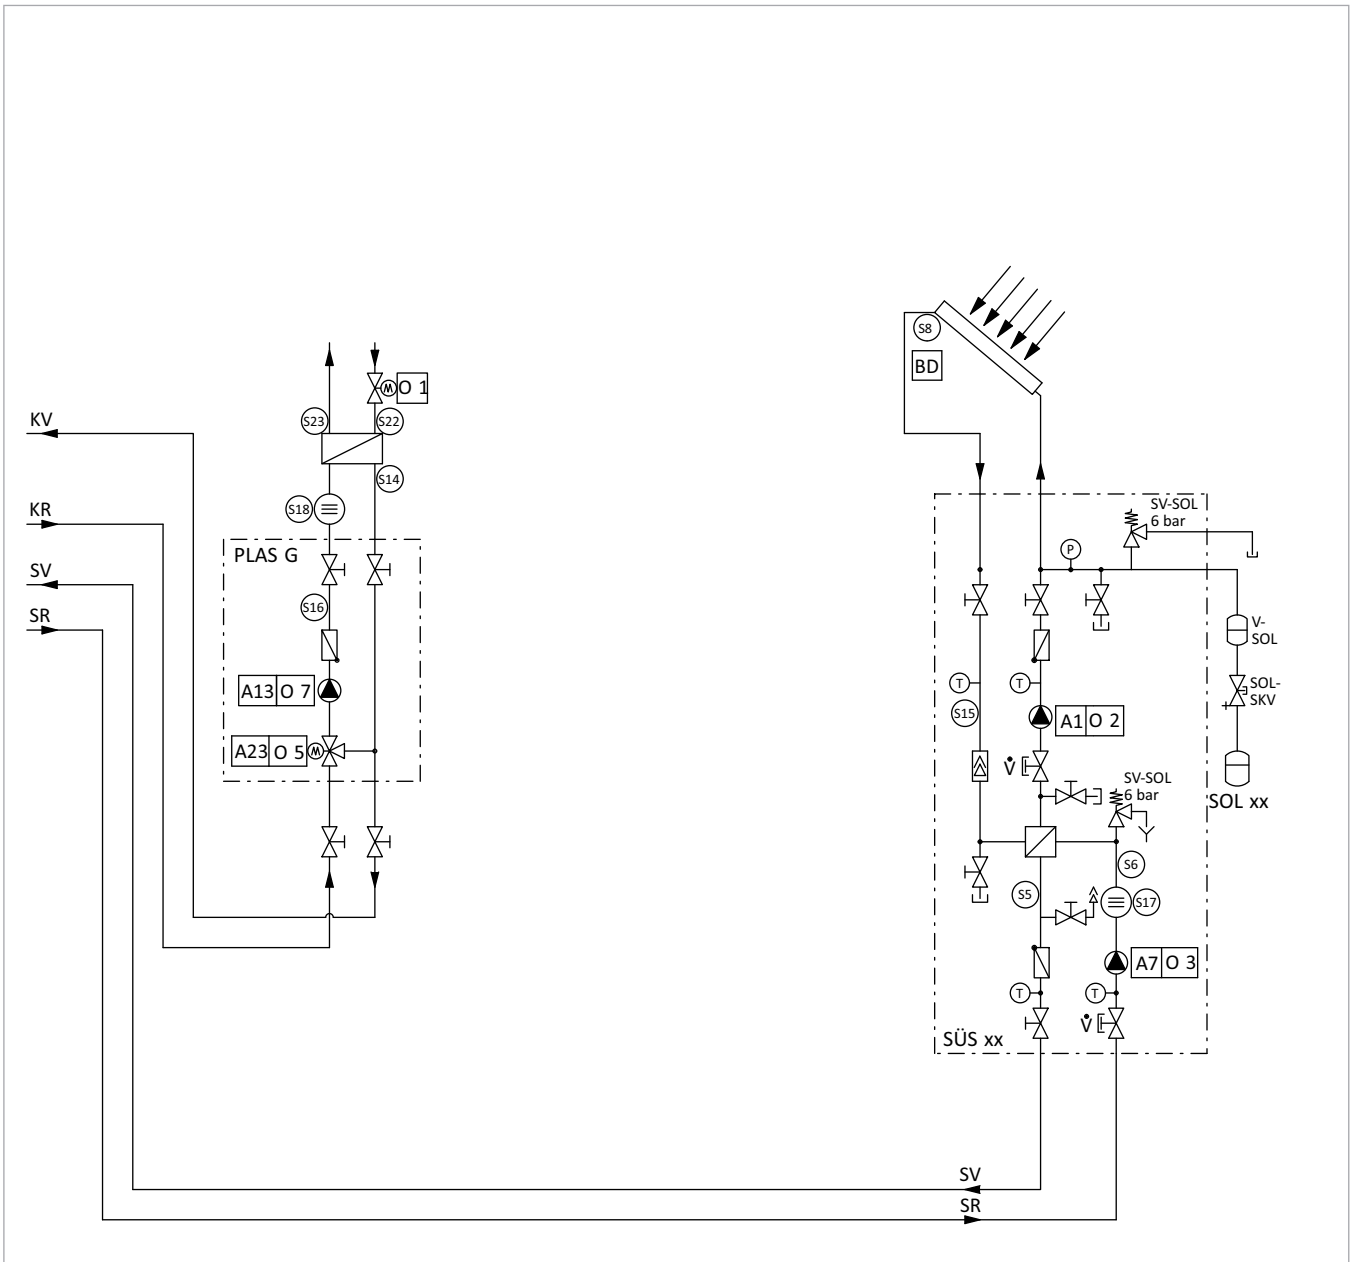 S8
BD
O 1
KV
S23
S22
S14
KR
S18
SV-SOL
6 bar
PLAS G
P
SV
S16
SR
V-
SOL
A13 O 7
T
T
SOL-
SKV
S15
A1 O 2
A23 O 5
M
M
V̇
SV-SOL
6 bar
SOL xx
S6
S5
S17
A7 O 3
T
T
V̇
SÜS xx
SV
SR